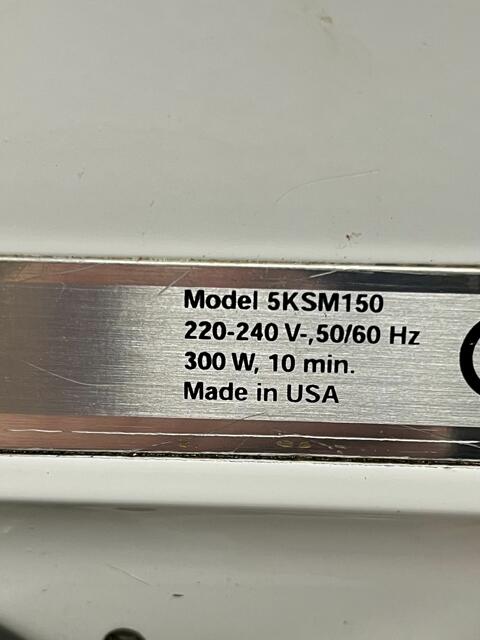 Model 5KSM150
220-240 V-,50/60 Hz
300 W, 10 min.
Made in USA